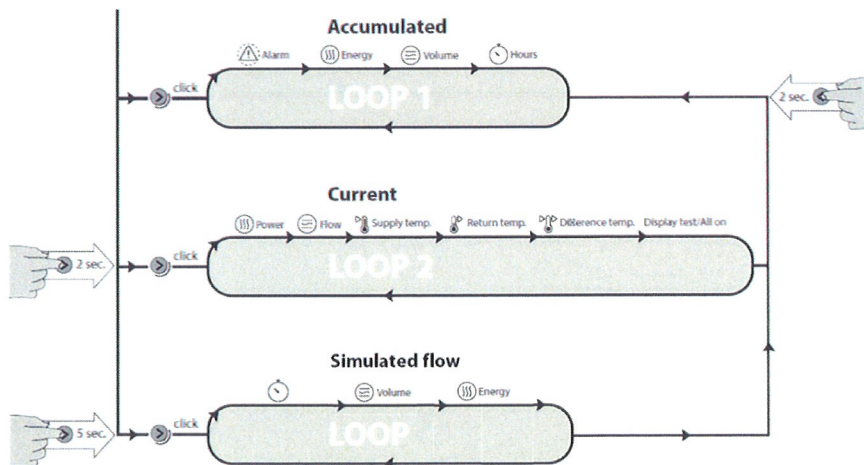 Accumulated
Alarm Energy Volume Hours
click LOOP 1 2 sec.
Current
Power Flow Supply temp. Return temp. Difference temp. Display test/All on
2 sec. click LOOP 2
Simulated flow
Volume Energy
5 sec. click LOOP